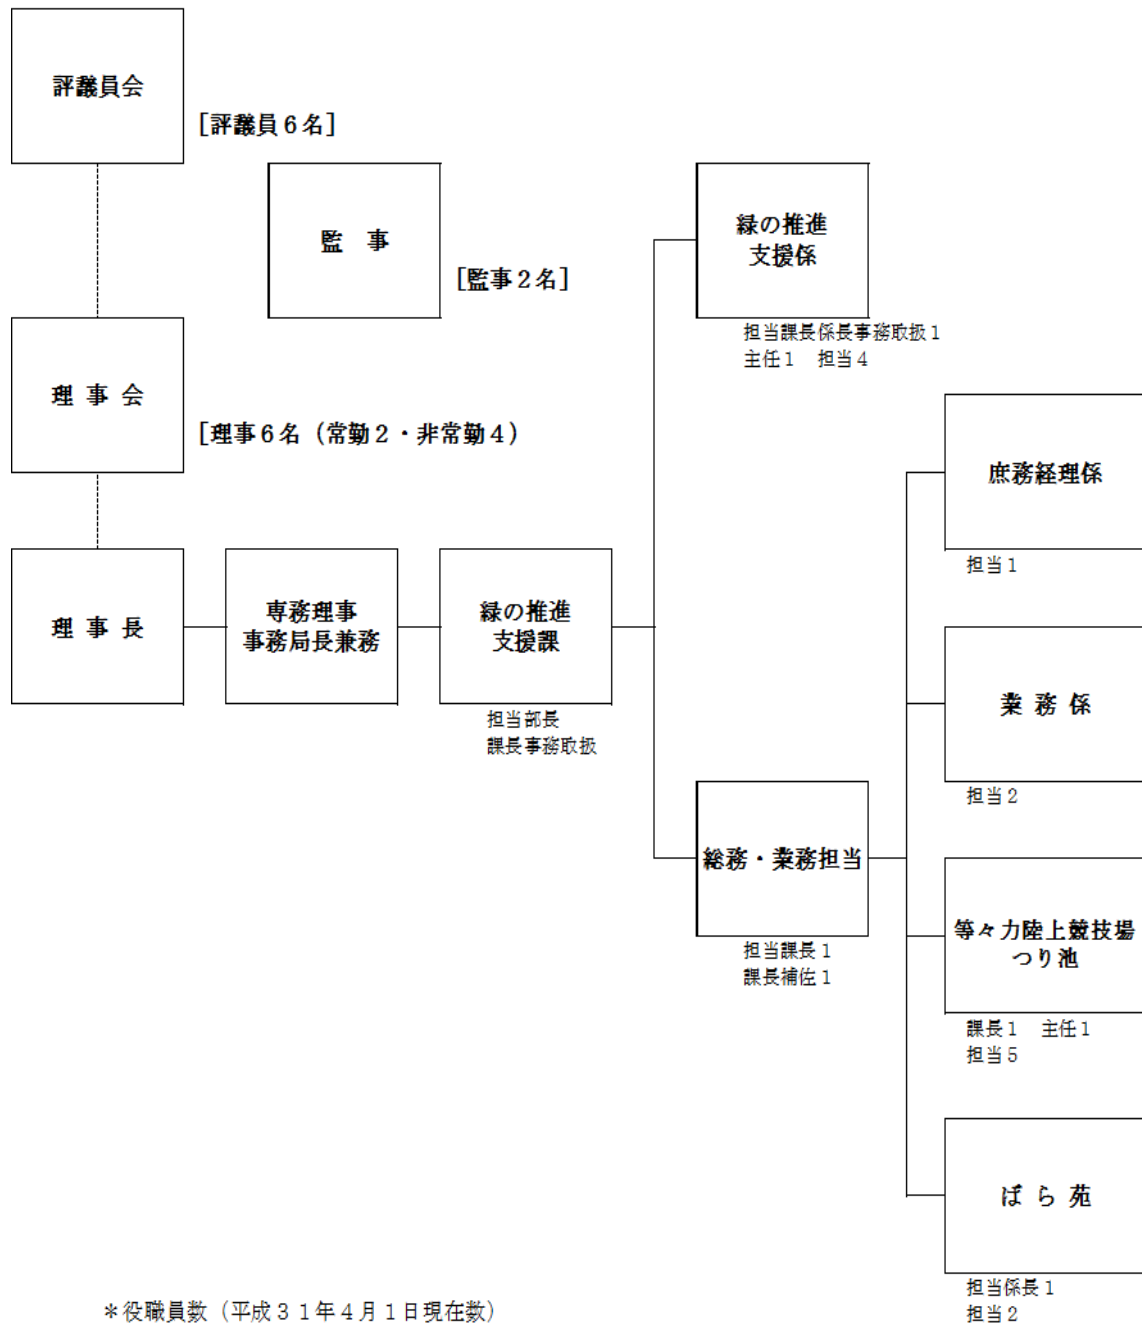 評議員会
[評議員６名]
監　事
[監事２名]
理 事 会
[理事６名（常勤２・非常勤４）
理 事 長
専務理事
事務局長兼務
緑の推進
支援課
担当部長
課長事務取扱
緑の推進
支援係
担当課長係長事務取扱１
主任１　担当４
総務・業務担当
担当課長１
課長補佐１
庶務経理係
担当１
業 務 係
担当２
等々力陸上競技場
つり池
課長１　主任１
担当５
ば ら 苑
担当係長１
担当２
＊役職員数（平成３１年４月１日現在数）